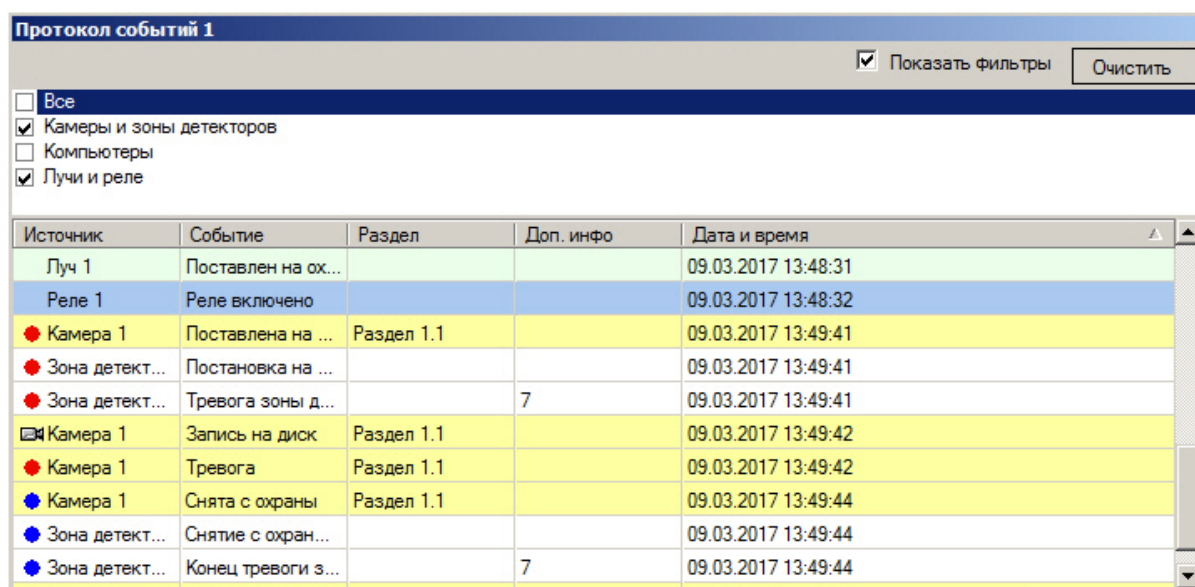 Протокол событий 1
Показать фильтры Очистить
Все
Камеры и зоны детекторов
Компьютеры
Лучи и реле
Источник Событие Раздел Доп. инфо Дата и время
Луч 1 Поставлен на ох... 09.03.2017 13:48:31
Реле 1 Реле включено 09.03.2017 13:48:32
Камера 1 Поставлена на ... Раздел 1.1 09.03.2017 13:49:41
Зона детект... Постановка на ... 09.03.2017 13:49:41
Зона детект... Тревога зоны д... 7 09.03.2017 13:49:41
Камера 1 Запись на диск Раздел 1.1 09.03.2017 13:49:42
Камера 1 Тревога Раздел 1.1 09.03.2017 13:49:42
Камера 1 Снята с охраны Раздел 1.1 09.03.2017 13:49:44
Зона детект... Снятие с охран... 09.03.2017 13:49:44
Зона детект... Конец тревоги з... 7 09.03.2017 13:49:44